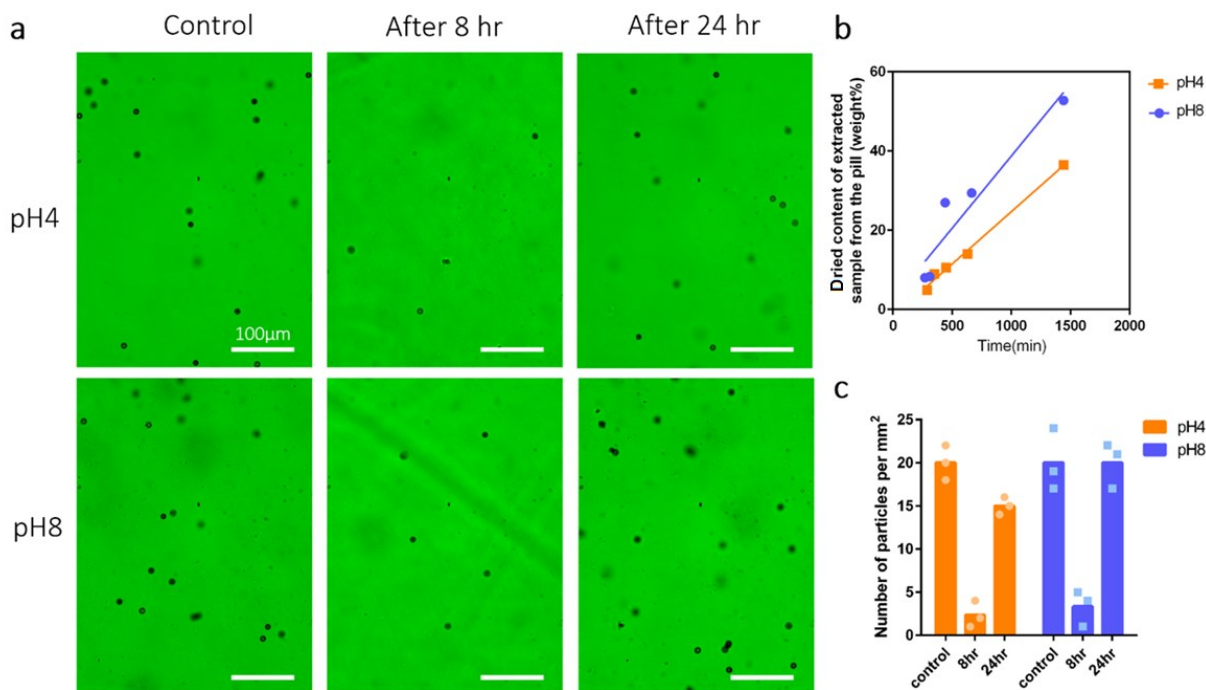 a
Control
After 8 hr
After 24 hr
pH4
100µm
pH8
b
Dried content of extracted
sample from the pill (weight%)
60
40
20
0
0 500 1000 1500 2000
Time(min)
pH4
pH8
c
Number of particles per mm²
25
20
15
10
5
0
control 8hr 24hr control 8hr 24hr
pH4
pH8